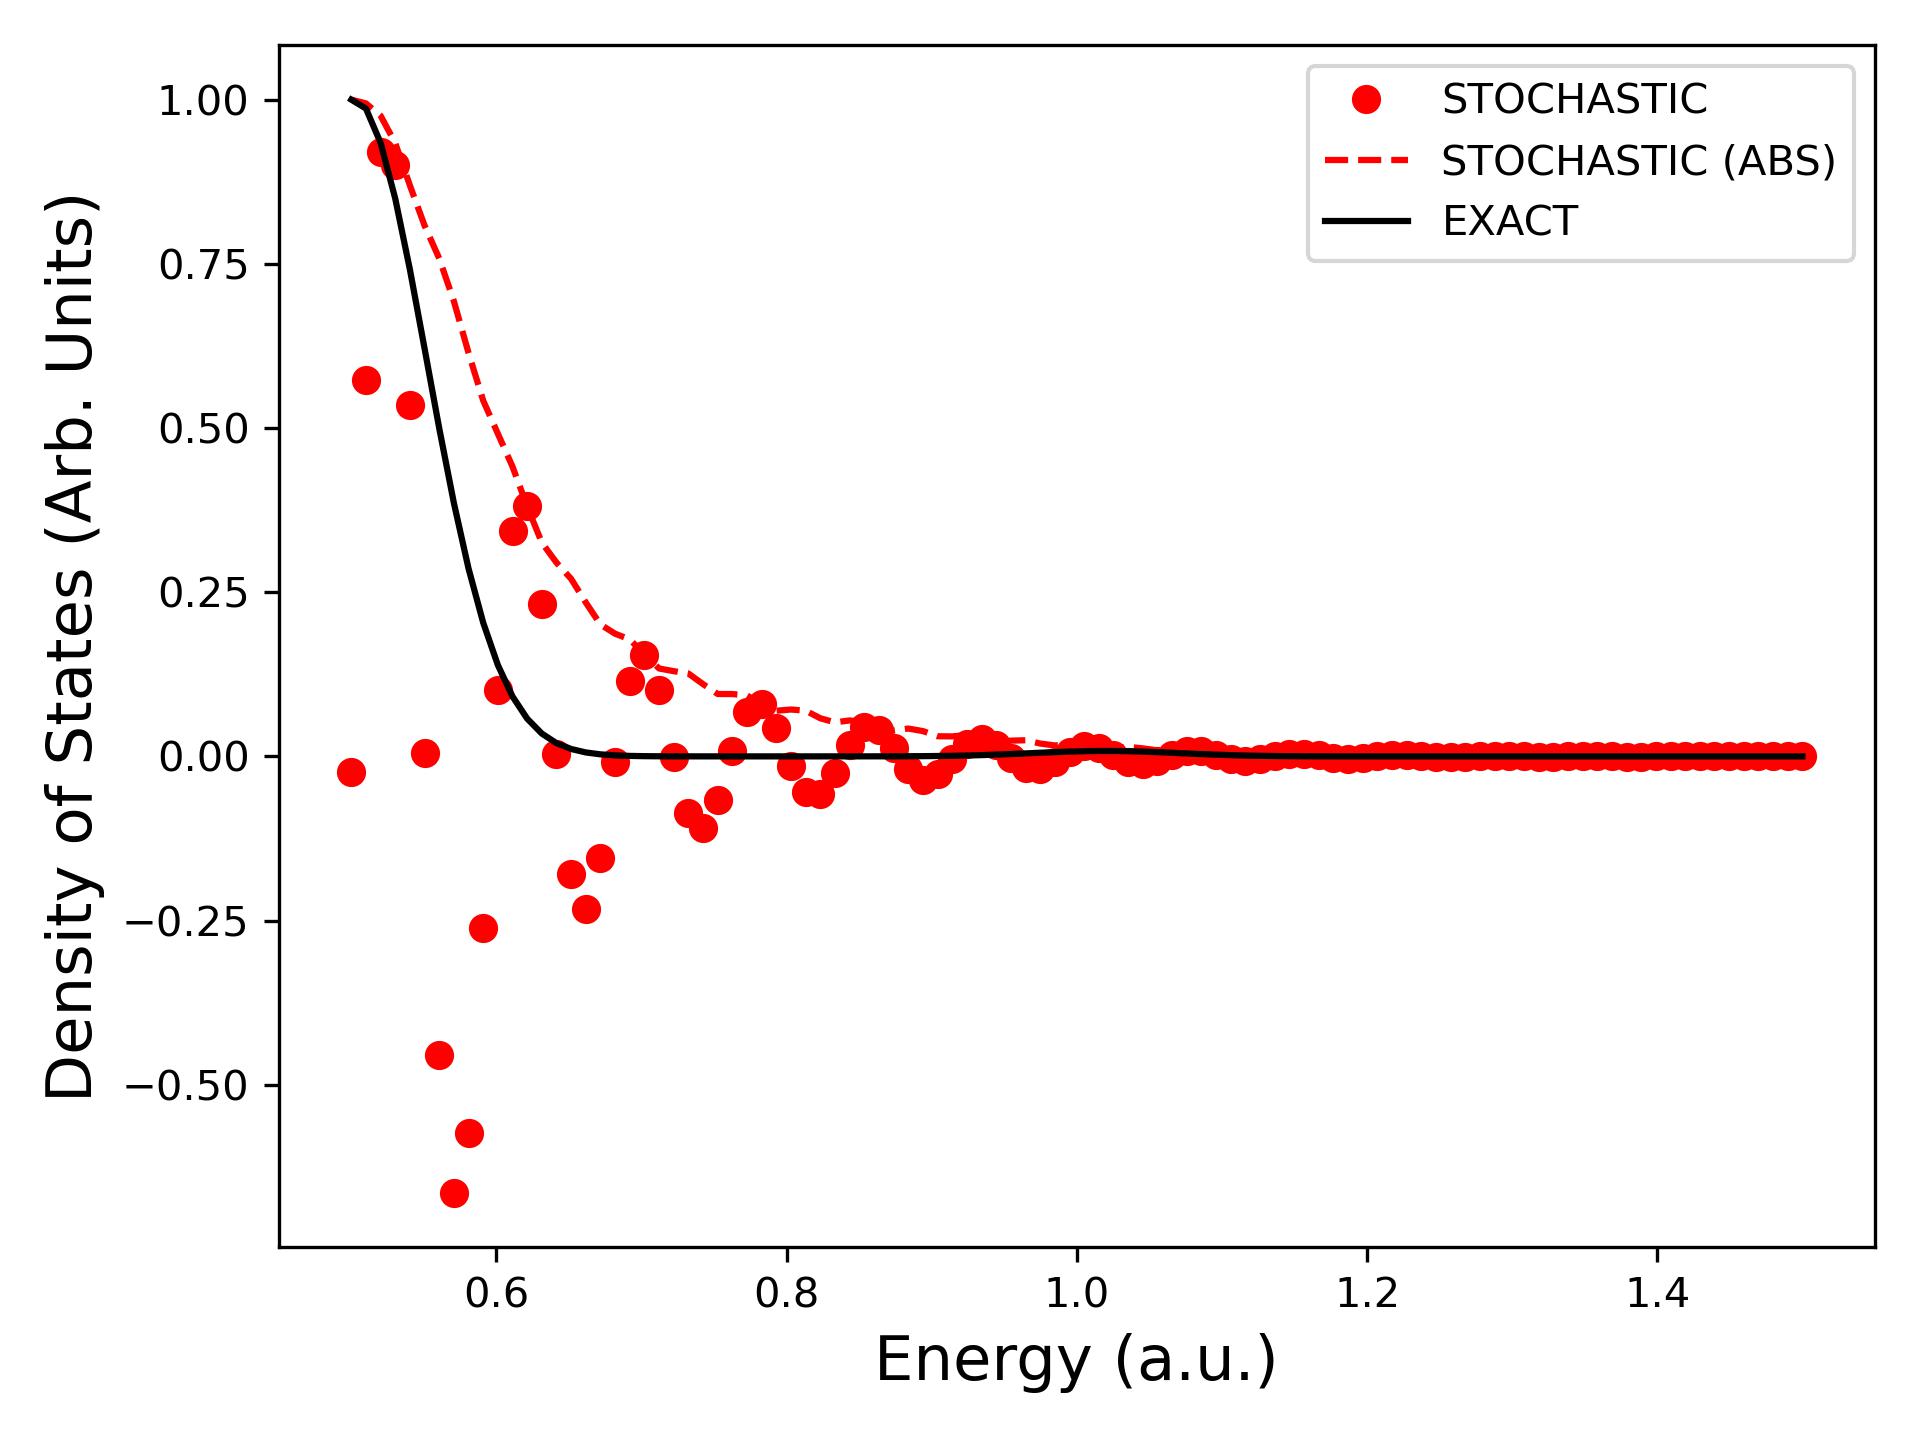 STOCHASTIC
STOCHASTIC (ABS)
EXACT
Density of States (Arb. Units)
1.00
0.75
0.50
0.25
0.00
−0.25
−0.50
0.6 0.8 1.0 1.2 1.4
Energy (a.u.)